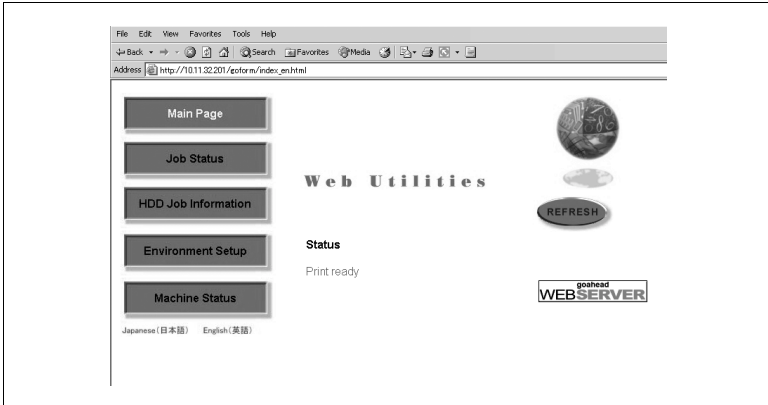 File Edit View Favorites Tools Help
Back Search Favorites Media
Address http://10.11.32.201/goform/index_en.html
Main Page
Job Status
HDD Job Information
Environment Setup
Machine Status
Japanese(日本語) English(英語)
Web Utilities
Status
Print ready
REFRESH
goahead
WEBSERVER